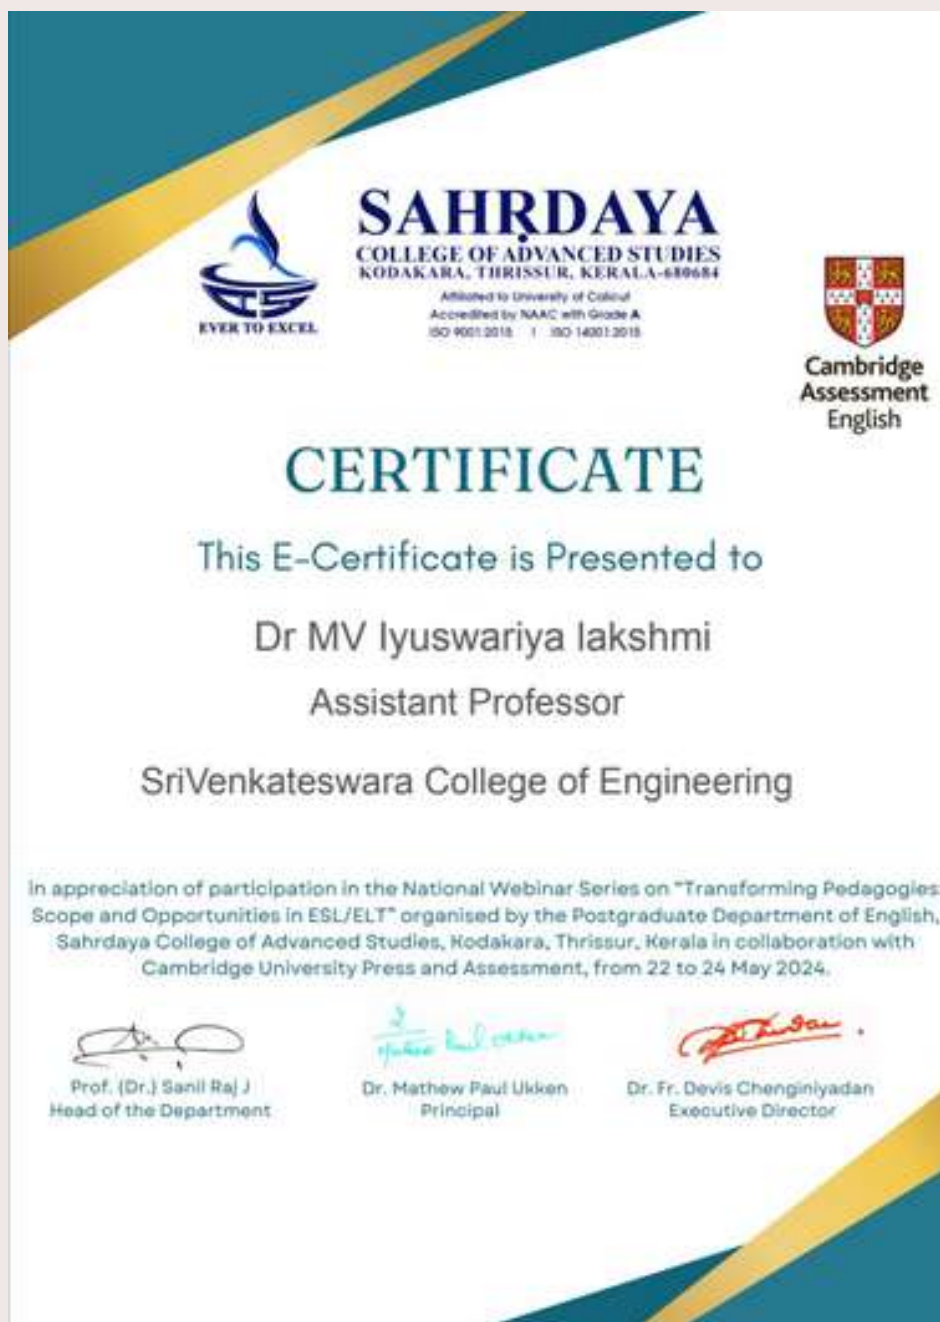 SAHRDAYA
COLLEGE OF ADVANCED STUDIES
KODAKARA, THRISSUR, KERALA-680684
Affiliated to University of Calicut
Accredited by NAAC with Grade A
ISO 9001:2015 | ISO 14001:2015
EVER TO EXCEL
Cambridge
Assessment
English
CERTIFICATE
This E-Certificate is Presented to
Dr MV Iyuswariya lakshmi
Assistant Professor
SriVenkateswara College of Engineering
in appreciation of participation in the National Webinar Series on "Transforming Pedagogies:
Scope and Opportunities in ESL/ELT" organised by the Postgraduate Department of English,
Sahrdaya College of Advanced Studies, Kodakara, Thrissur, Kerala in collaboration with
Cambridge University Press and Assessment, from 22 to 24 May 2024.
Prof. (Dr.) Sanil Raj J
Head of the Department
Dr. Mathew Paul Ukken
Principal
Dr. Fr. Devis Chenginiyadan
Executive Director